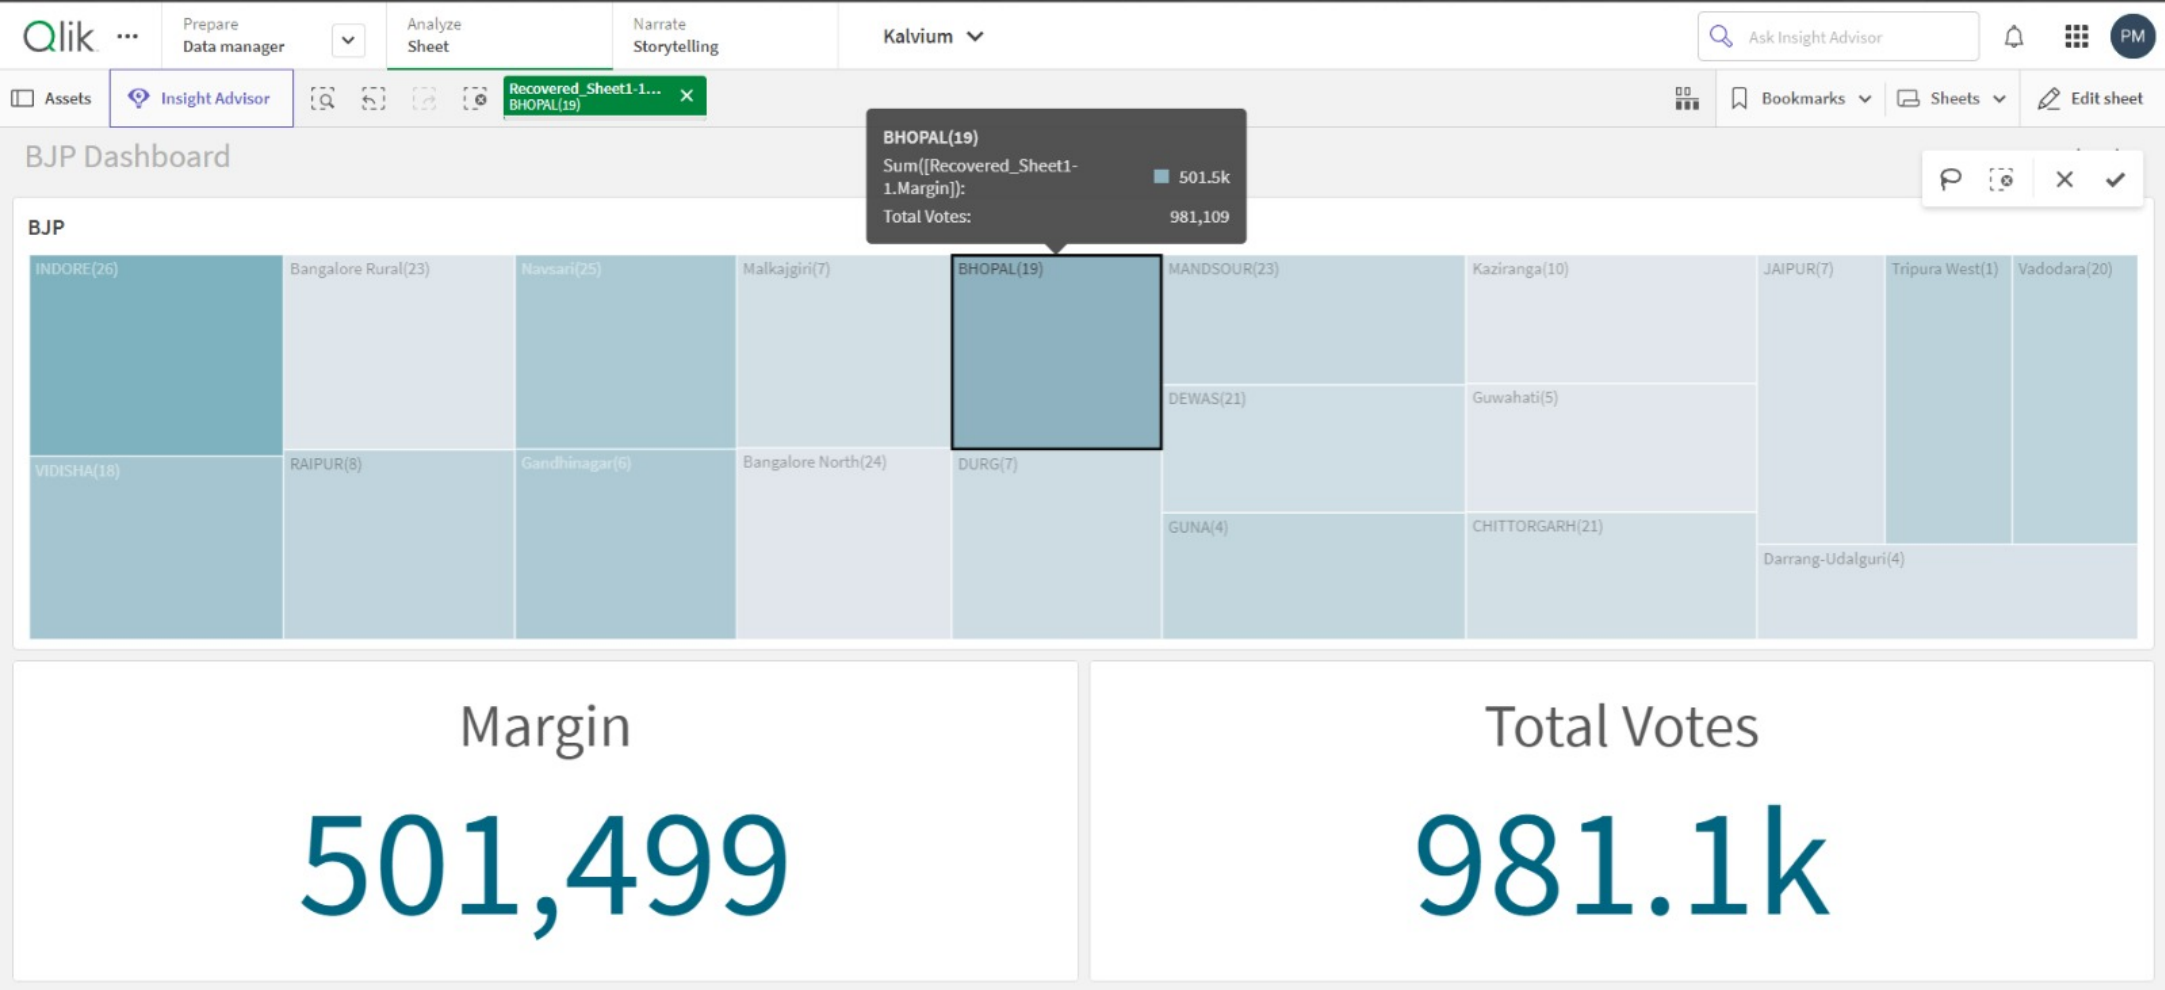 Qlik
Prepare
Data manager
Analyze
Sheet
Narrate
Storytelling
Kalvium
Ask Insight Advisor
PM
Assets
Insight Advisor
Recovered_Sheet1-1...
BHOPAL(19)
Bookmarks
Sheets
Edit sheet
BJP Dashboard
BHOPAL(19)
Sum([Recovered_Sheet1-
1.Margin]):
501.5k
Total Votes:
981,109
BJP
INDORE(26)
Bangalore Rural(23)
Navsari(25)
Malkajgiri(7)
BHOPAL(19)
MANDSOUR(23)
Kaziranga(10)
JAIPUR(7)
Tripura West(1)
Vadodara(20)
DEWAS(21)
Guwahati(5)
VIDISHA(18)
RAIPUR(8)
Gandhinagar(6)
Bangalore North(24)
DURG(7)
GUNA(4)
CHITTORGARH(21)
Darrang-Udalguri(4)
Margin
501,499
Total Votes
981.1k